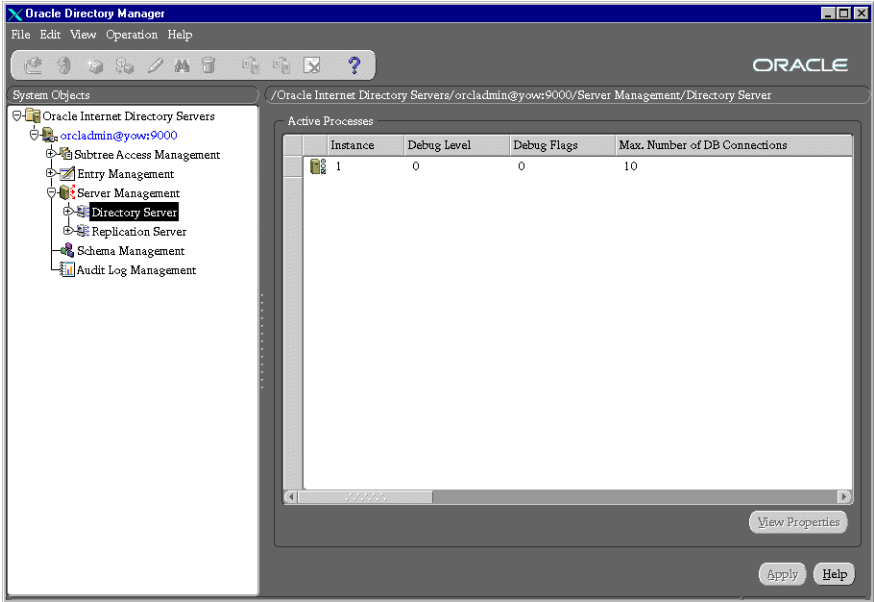 Oracle Directory Manager
File Edit View Operation Help
ORACLE
System Objects
/Oracle Internet Directory Servers/orcladmin@yow:9000/Server Management/Directory Server
Oracle Internet Directory Servers
orcladmin@yow:9000
Subtree Access Management
Entry Management
Server Management
Directory Server
Replication Server
Schema Management
Audit Log Management
Active Processes
Instance Debug Level Debug Flags Max. Number of DB Connections
1 0 0 10
View Properties
Apply Help